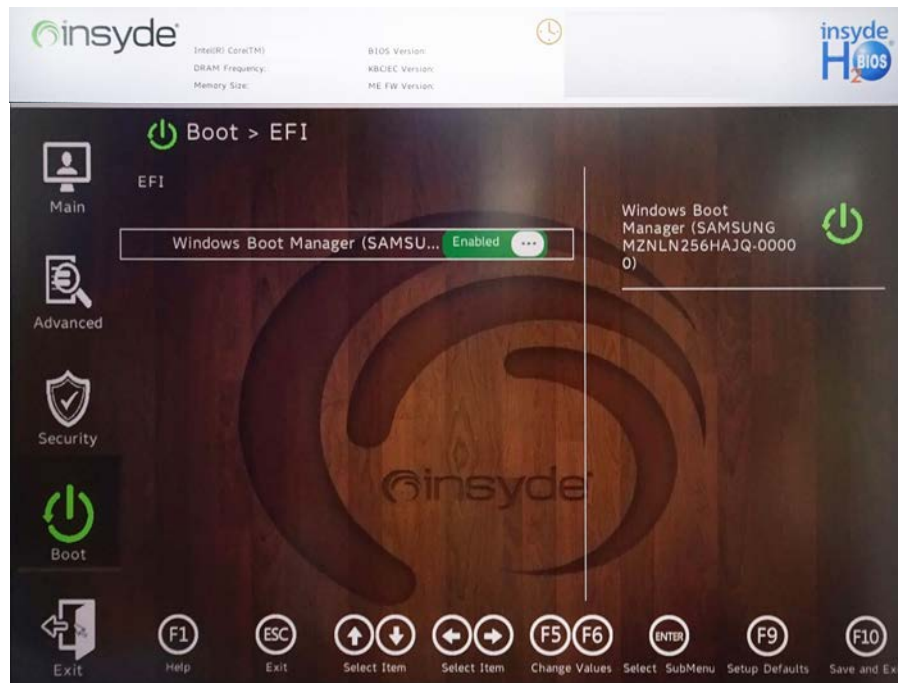 insyde
Intel(R) Core(TM)
DRAM Frequency:
Memory Size:
BIOS Version:
KBC/EC Version:
ME FW Version:
insyde
H2BIOS
Boot > EFI
EFI
Main
Windows Boot Manager (SAMSU... Enabled ...
Windows Boot
Manager (SAMSUNG
MZNLN256HAJQ-0000
0)
Advanced
Security
insyde
Boot
Exit
F1
Help
ESC
Exit
Select Item
Select Item
F5 F6
Change Values
ENTER
Select SubMenu
F9
Setup Defaults
F10
Save and Ex